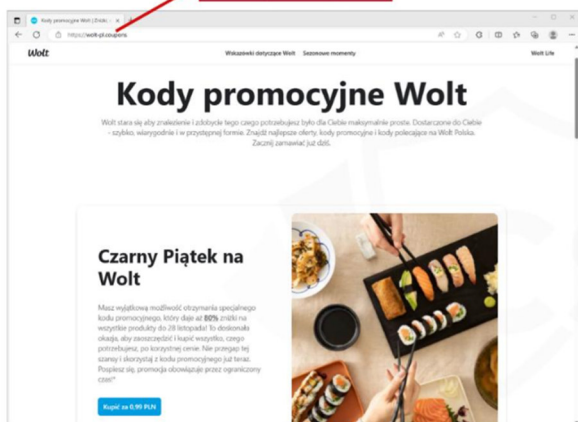 Kody promocyjne Wolt | Zniżki
https://wolt-pl.coupons
Wolt
Wskazówki dotyczące Wolt Sezonowe momenty
Wolt Life
Kody promocyjne Wolt
Wolt stara się aby znalezienie i zdobycie tego czego potrzebujesz było dla Ciebie maksymalnie proste. Dostarczone do Ciebie
- szybko, wiarygodnie i w przystępnej formie. Znajdź najlepsze oferty, kody promocyjne i kody polecające na Wolt Polska.
Zacznij zamawiać już dziś.
Czarny Piątek na
Wolt
Masz wyjątkową możliwość otrzymania specjalnego
kodu promocyjnego, który daje aż 80% zniżki na
wszystkie produkty do 28 listopada! To doskonała
okazja, aby zaoszczędzić i kupić wszystko, czego
potrzebujesz, po korzystnej cenie. Nie przegap tej
szansy i skorzystaj z kodu promocyjnego już teraz.
Pospiesz się, promocja obowiązuje przez ograniczony
czas!*
Kupić za 0,95 PLN